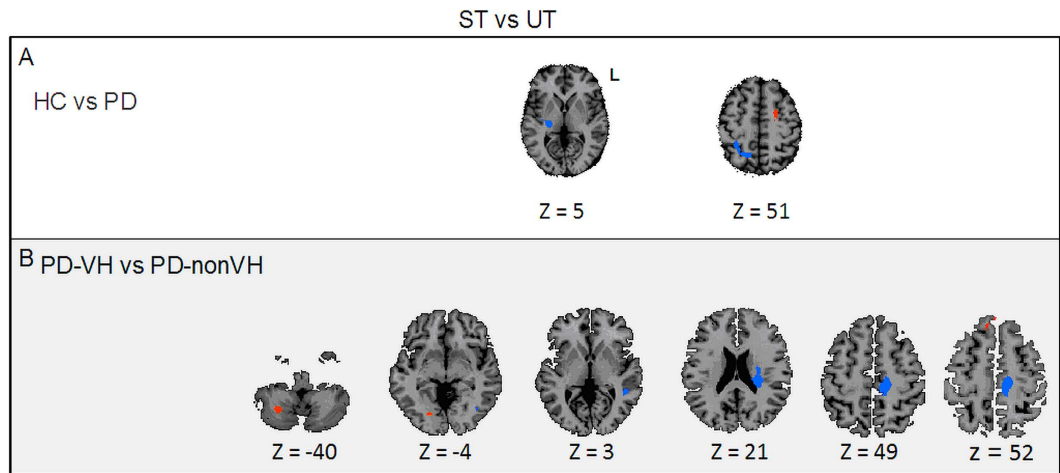 ST vs UT
A
L
HC vs PD
Z = 5
Z = 51
B PD-VH vs PD-nonVH
Z = -40
Z = -4
Z = 3
Z = 21
Z = 49
Z = 52